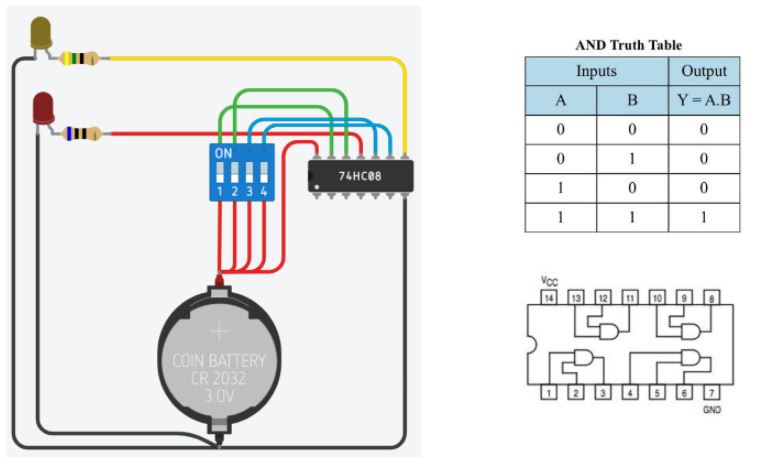 ON
1 2 3 4
74HC08
COIN BATTERY
CR 2032
3.0V
AND Truth Table
Inputs Output
A B Y = A.B
0 0 0
0 1 0
1 0 0
1 1 1
VCC
14 13 12 11 10 9 8
1 2 3 4 5 6 7
GND